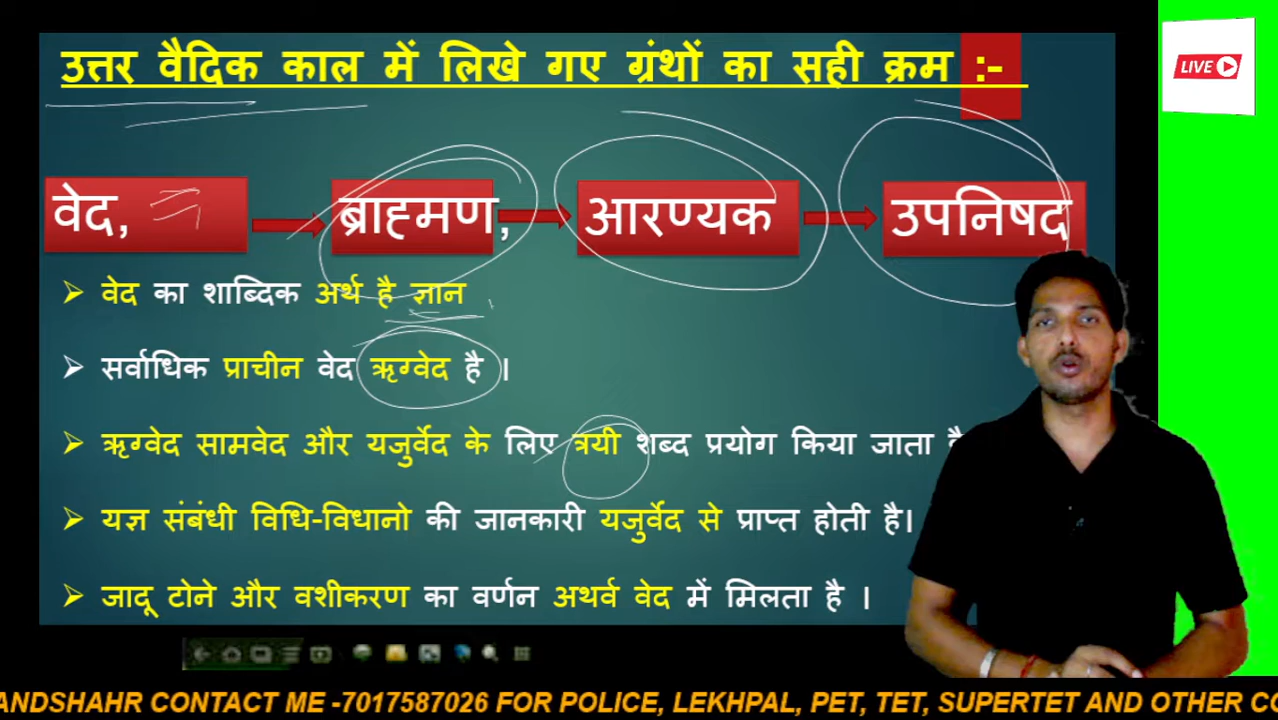 उत्तर वैदिक काल में लिखे गए ग्रंथों का सही क्रम :-
LIVE
वेद, ब्राह्मण, आरण्यक उपनिषद
वेद का शाब्दिक अर्थ है ज्ञान
सर्वाधिक प्राचीन वेद ऋग्वेद है ।
ऋग्वेद सामवेद और यजुर्वेद के लिए त्रयी शब्द प्रयोग किया जाता है
यज्ञ संबंधी विधि-विधानो की जानकारी यजुर्वेद से प्राप्त होती है।
जादू टोने और वशीकरण का वर्णन अथर्व वेद में मिलता है ।
ANDSHAHR CONTACT ME -7017587026 FOR POLICE, LEKHPAL, PET, TET, SUPERTET AND OTHER CO